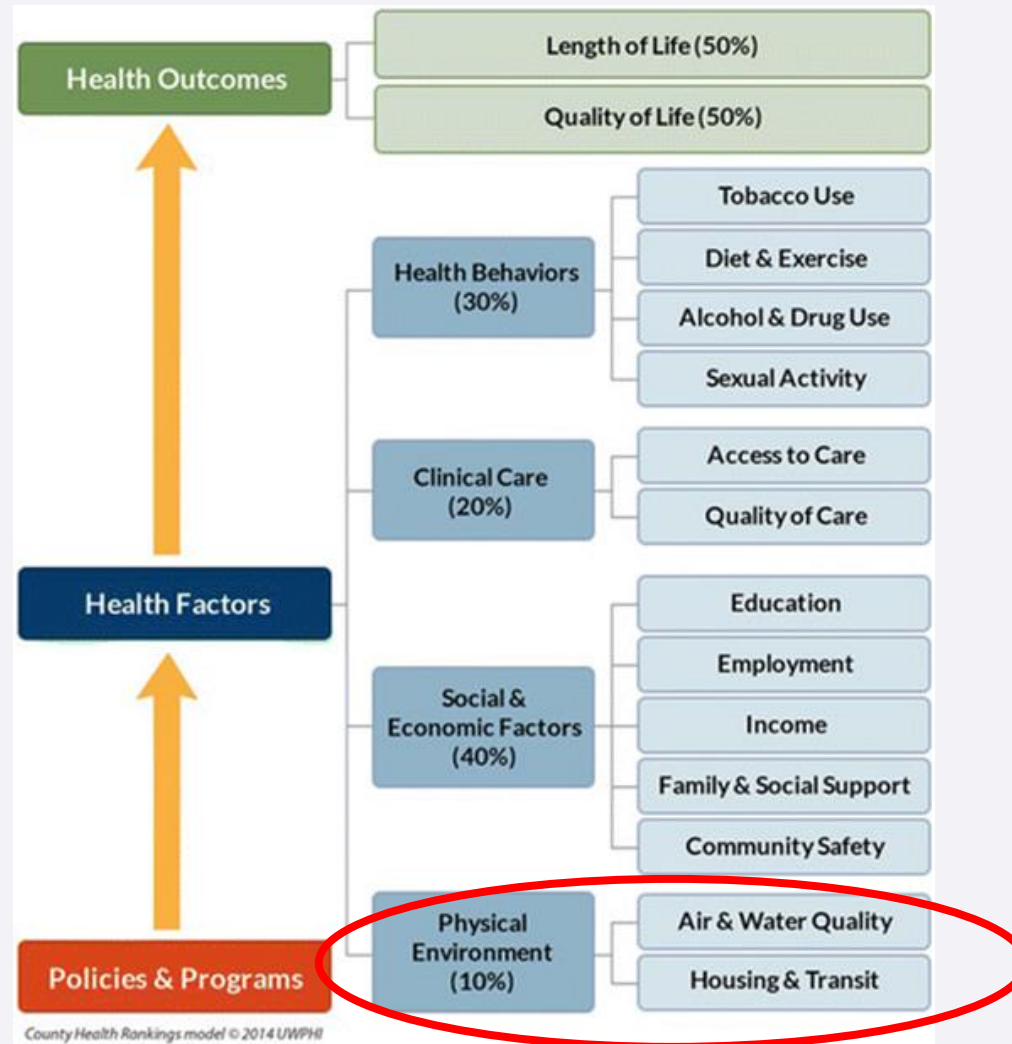 Health Outcomes
Length of Life (50%)
Quality of Life (50%)
Health Behaviors
(30%)
Tobacco Use
Diet & Exercise
Alcohol & Drug Use
Sexual Activity
Clinical Care
(20%)
Access to Care
Quality of Care
Health Factors
Social &
Economic Factors
(40%)
Education
Employment
Income
Family & Social Support
Community Safety
Physical
Environment
(10%)
Air & Water Quality
Housing & Transit
Policies & Programs
County Health Rankings model © 2014 UWPHI